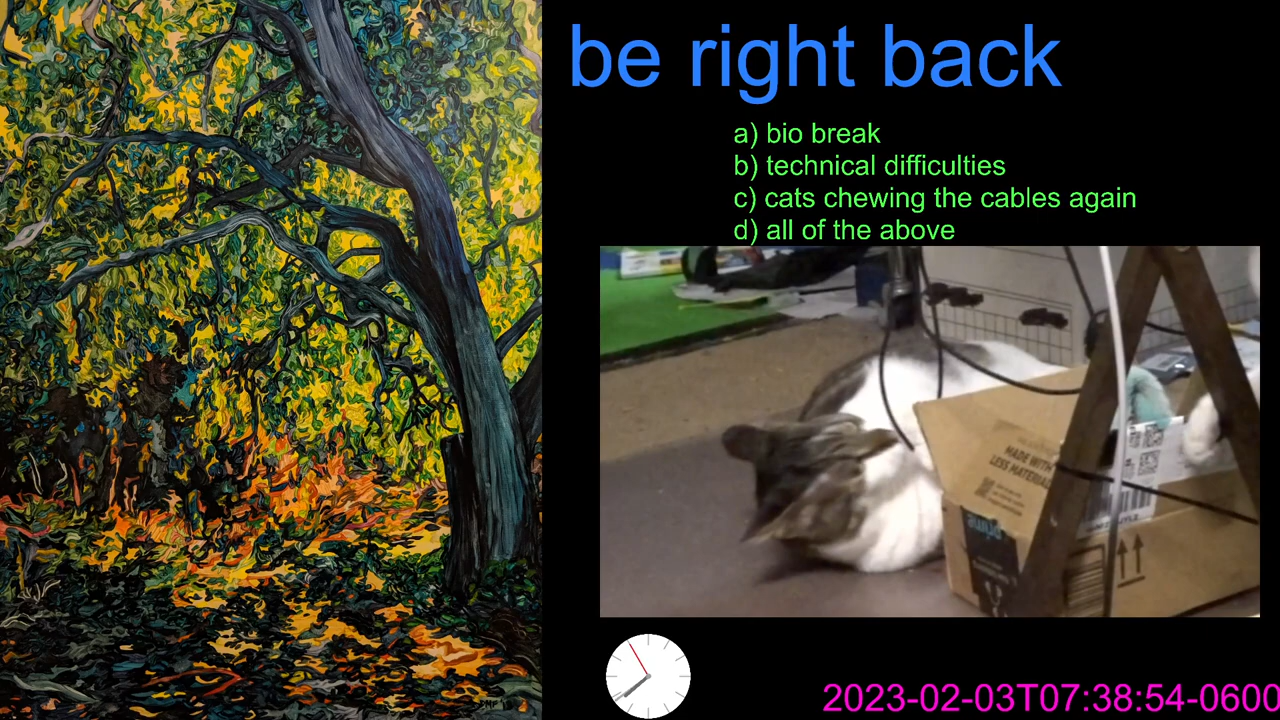 be right back
a) bio break
b) technical difficulties
c) cats chewing the cables again
d) all of the above
MADE WITH
LESS MATERIAL
prime
2023-02-03T07:38:54-0600